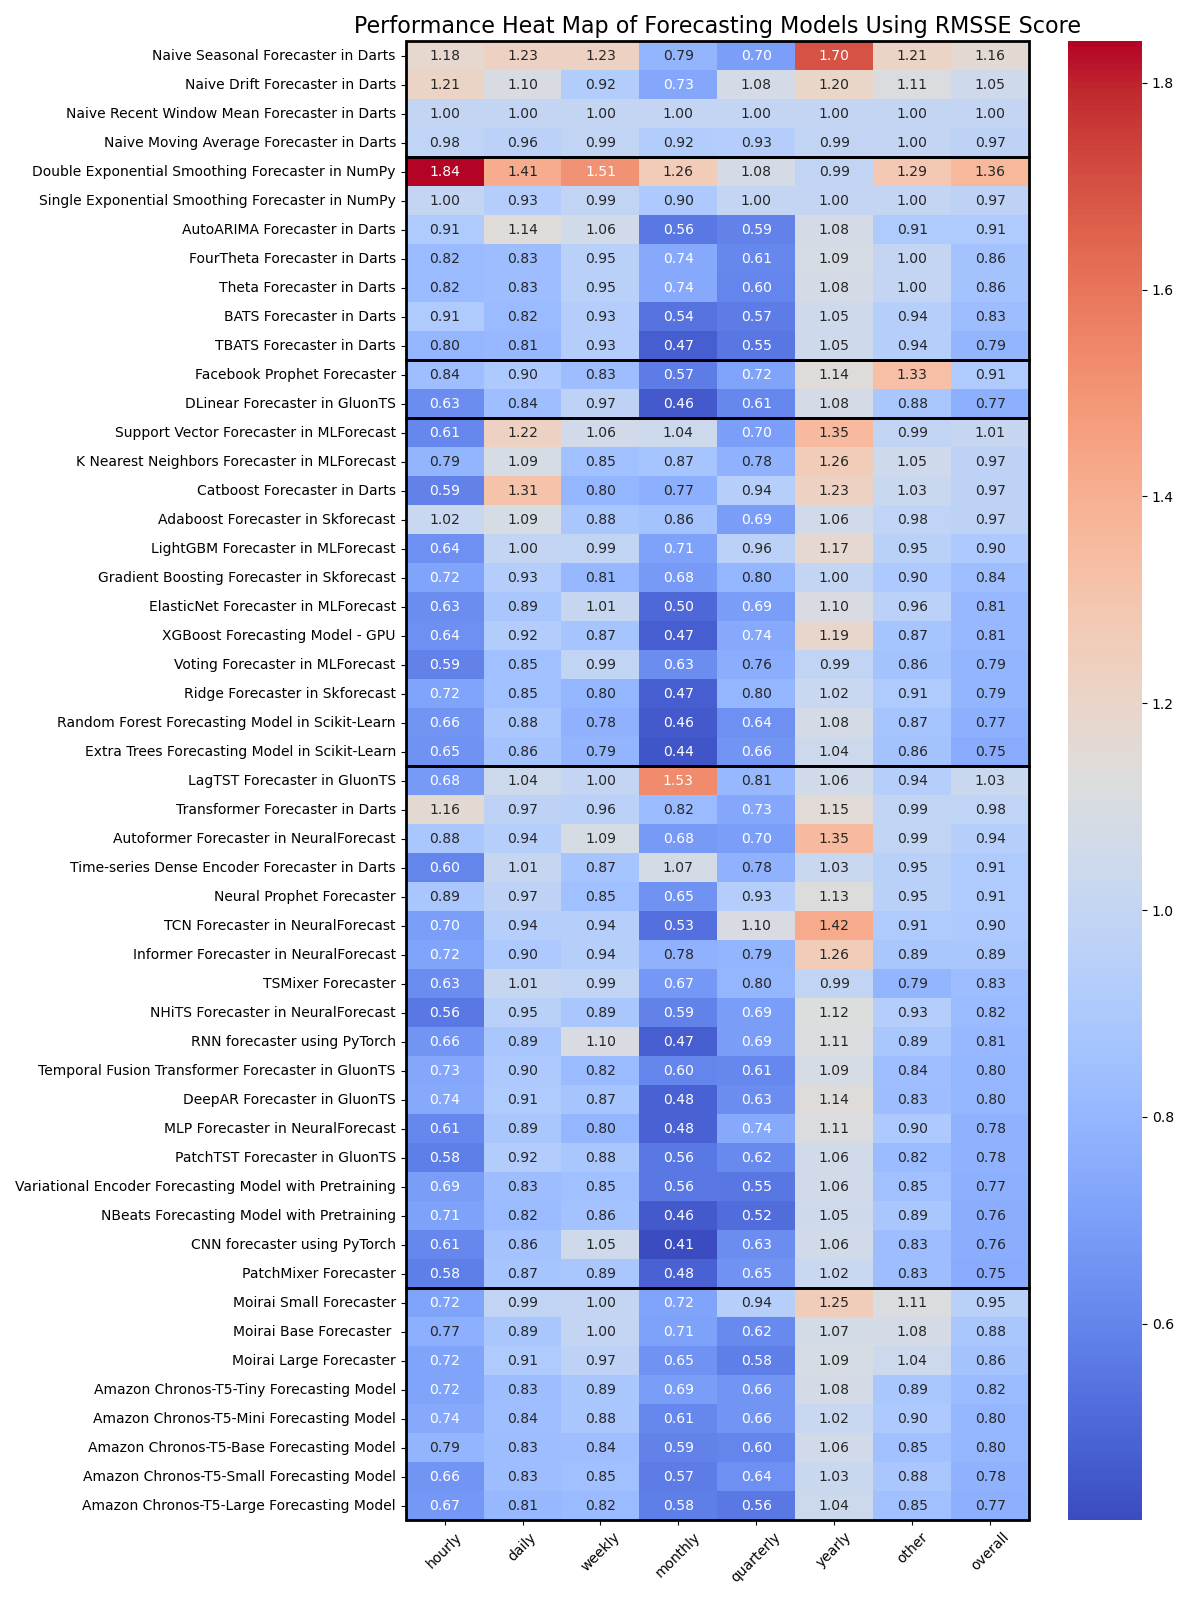 Performance Heat Map of Forecasting Models Using RMSSE Score
Naive Seasonal Forecaster in Darts 1.18 1.23 1.23 0.79 0.70 1.70 1.21 1.16
Naive Drift Forecaster in Darts 1.21 1.10 0.92 0.73 1.08 1.20 1.11 1.05
Naive Recent Window Mean Forecaster in Darts 1.00 1.00 1.00 1.00 1.00 1.00 1.00 1.00
Naive Moving Average Forecaster in Darts 0.98 0.96 0.99 0.92 0.93 0.99 1.00 0.97
Double Exponential Smoothing Forecaster in NumPy 1.84 1.41 1.51 1.26 1.08 0.99 1.29 1.36
Single Exponential Smoothing Forecaster in NumPy 1.00 0.93 0.99 0.90 1.00 1.00 1.00 0.97
AutoARIMA Forecaster in Darts 0.91 1.14 1.06 0.56 0.59 1.08 0.91 0.91
FourTheta Forecaster in Darts 0.82 0.83 0.95 0.74 0.61 1.09 1.00 0.86
Theta Forecaster in Darts 0.82 0.83 0.95 0.74 0.60 1.08 1.00 0.86
BATS Forecaster in Darts 0.91 0.82 0.93 0.54 0.57 1.05 0.94 0.83
TBATS Forecaster in Darts 0.80 0.81 0.93 0.47 0.55 1.05 0.94 0.79
Facebook Prophet Forecaster 0.84 0.90 0.83 0.57 0.72 1.14 1.33 0.91
DLinear Forecaster in GluonTS 0.63 0.84 0.97 0.46 0.61 1.08 0.88 0.77
Support Vector Forecaster in MLForecast 0.61 1.22 1.06 1.04 0.70 1.35 0.99 1.01
K Nearest Neighbors Forecaster in MLForecast 0.79 1.09 0.85 0.87 0.78 1.26 1.05 0.97
Catboost Forecaster in Darts 0.59 1.31 0.80 0.77 0.94 1.23 1.03 0.97
Adaboost Forecaster in Skforecast 1.02 1.09 0.88 0.86 0.69 1.06 0.98 0.97
LightGBM Forecaster in MLForecast 0.64 1.00 0.99 0.71 0.96 1.17 0.95 0.90
Gradient Boosting Forecaster in Skforecast 0.72 0.93 0.81 0.68 0.80 1.00 0.90 0.84
ElasticNet Forecaster in MLForecast 0.63 0.89 1.01 0.50 0.69 1.10 0.96 0.81
XGBoost Forecasting Model - GPU 0.64 0.92 0.87 0.47 0.74 1.19 0.87 0.81
Voting Forecaster in MLForecast 0.59 0.85 0.99 0.63 0.76 0.99 0.86 0.79
Ridge Forecaster in Skforecast 0.72 0.85 0.80 0.47 0.80 1.02 0.91 0.79
Random Forest Forecasting Model in Scikit-Learn 0.66 0.88 0.78 0.46 0.64 1.08 0.87 0.77
Extra Trees Forecasting Model in Scikit-Learn 0.65 0.86 0.79 0.44 0.66 1.04 0.86 0.75
LagTST Forecaster in GluonTS 0.68 1.04 1.00 1.53 0.81 1.06 0.94 1.03
Transformer Forecaster in Darts 1.16 0.97 0.96 0.82 0.73 1.15 0.99 0.98
Autoformer Forecaster in NeuralForecast 0.88 0.94 1.09 0.68 0.70 1.35 0.99 0.94
Time-series Dense Encoder Forecaster in Darts 0.60 1.01 0.87 1.07 0.78 1.03 0.95 0.91
Neural Prophet Forecaster 0.89 0.97 0.85 0.65 0.93 1.13 0.95 0.91
TCN Forecaster in NeuralForecast 0.70 0.94 0.94 0.53 1.10 1.42 0.91 0.90
Informer Forecaster in NeuralForecast 0.72 0.90 0.94 0.78 0.79 1.26 0.89 0.89
TSMixer Forecaster 0.63 1.01 0.99 0.67 0.80 0.99 0.79 0.83
NHiTS Forecaster in NeuralForecast 0.56 0.95 0.89 0.59 0.69 1.12 0.93 0.82
RNN forecaster using PyTorch 0.66 0.89 1.10 0.47 0.69 1.11 0.89 0.81
Temporal Fusion Transformer Forecaster in GluonTS 0.73 0.90 0.82 0.60 0.61 1.09 0.84 0.80
DeepAR Forecaster in GluonTS 0.74 0.91 0.87 0.48 0.63 1.14 0.83 0.80
MLP Forecaster in NeuralForecast 0.61 0.89 0.80 0.48 0.74 1.11 0.90 0.78
PatchTST Forecaster in GluonTS 0.58 0.92 0.88 0.56 0.62 1.06 0.82 0.78
Variational Encoder Forecasting Model with Pretraining 0.69 0.83 0.85 0.56 0.55 1.06 0.85 0.77
NBeats Forecasting Model with Pretraining 0.71 0.82 0.86 0.46 0.52 1.05 0.89 0.76
CNN forecaster using PyTorch 0.61 0.86 1.05 0.41 0.63 1.06 0.83 0.76
PatchMixer Forecaster 0.58 0.87 0.89 0.48 0.65 1.02 0.83 0.75
Moirai Small Forecaster 0.72 0.99 1.00 0.72 0.94 1.25 1.11 0.95
Moirai Base Forecaster 0.77 0.89 1.00 0.71 0.62 1.07 1.08 0.88
Moirai Large Forecaster 0.72 0.91 0.97 0.65 0.58 1.09 1.04 0.86
Amazon Chronos-T5-Tiny Forecasting Model 0.72 0.83 0.89 0.69 0.66 1.08 0.89 0.82
Amazon Chronos-T5-Mini Forecasting Model 0.74 0.84 0.88 0.61 0.66 1.02 0.90 0.80
Amazon Chronos-T5-Base Forecasting Model 0.79 0.83 0.84 0.59 0.60 1.06 0.85 0.80
Amazon Chronos-T5-Small Forecasting Model 0.66 0.83 0.85 0.57 0.64 1.03 0.88 0.78
Amazon Chronos-T5-Large Forecasting Model 0.67 0.81 0.82 0.58 0.56 1.04 0.85 0.77
hourly daily weekly monthly quarterly yearly other overall
1.8
1.6
1.4
1.2
1.0
0.8
0.6